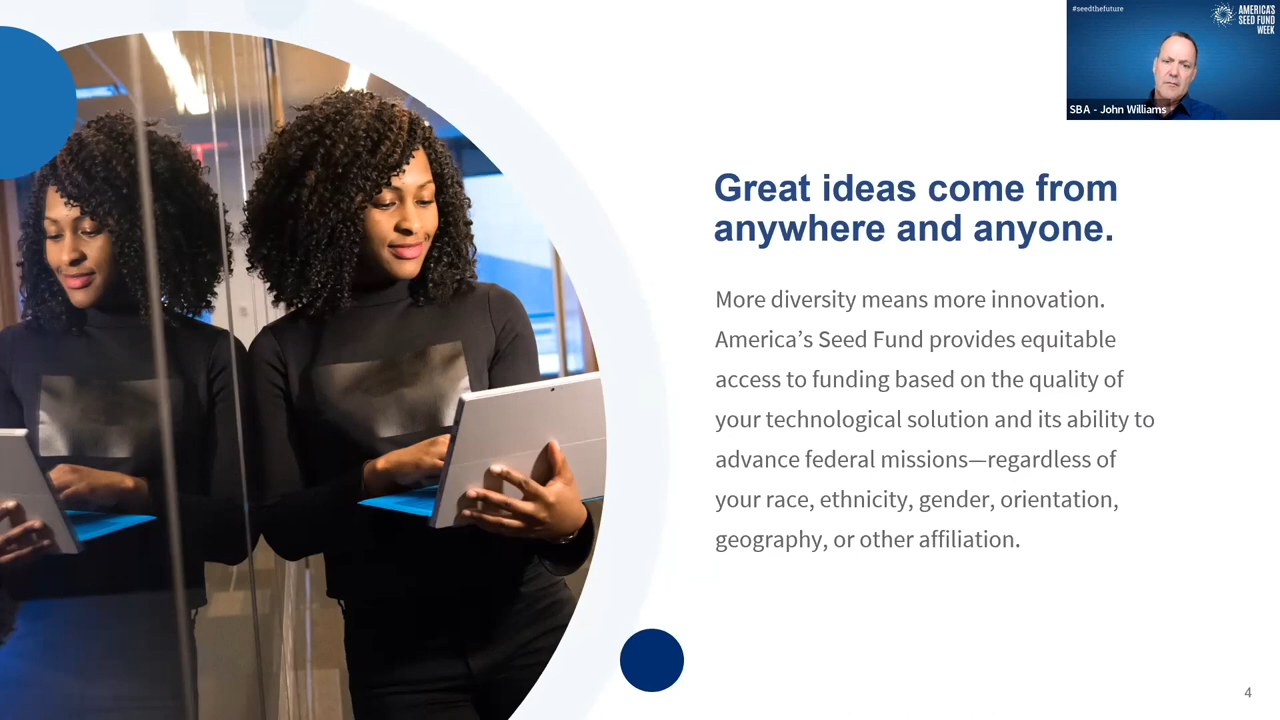 #seedthefuture
AMERICA'S
SEED FUND
WEEK
SBA - John Williams
Great ideas come from
anywhere and anyone.
More diversity means more innovation.
America’s Seed Fund provides equitable
access to funding based on the quality of
your technological solution and its ability to
advance federal missions—regardless of
your race, ethnicity, gender, orientation,
geography, or other affiliation.
4